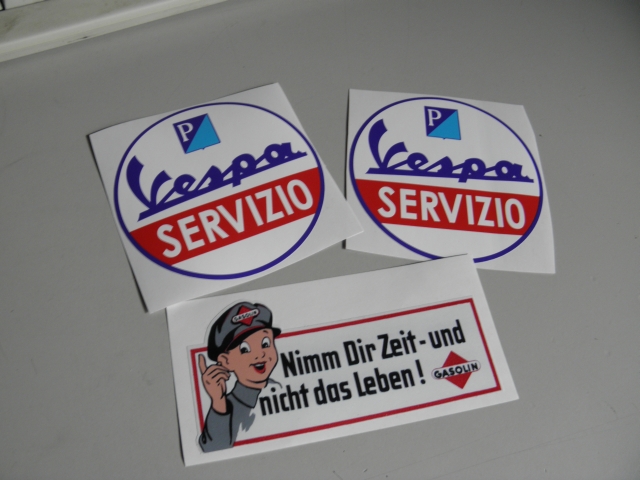 P
Vespa
SERVIZIO
P
Vespa
SERVIZIO
GASOLIN
Nimm Dir Zeit - und
nicht das Leben!
GASOLIN